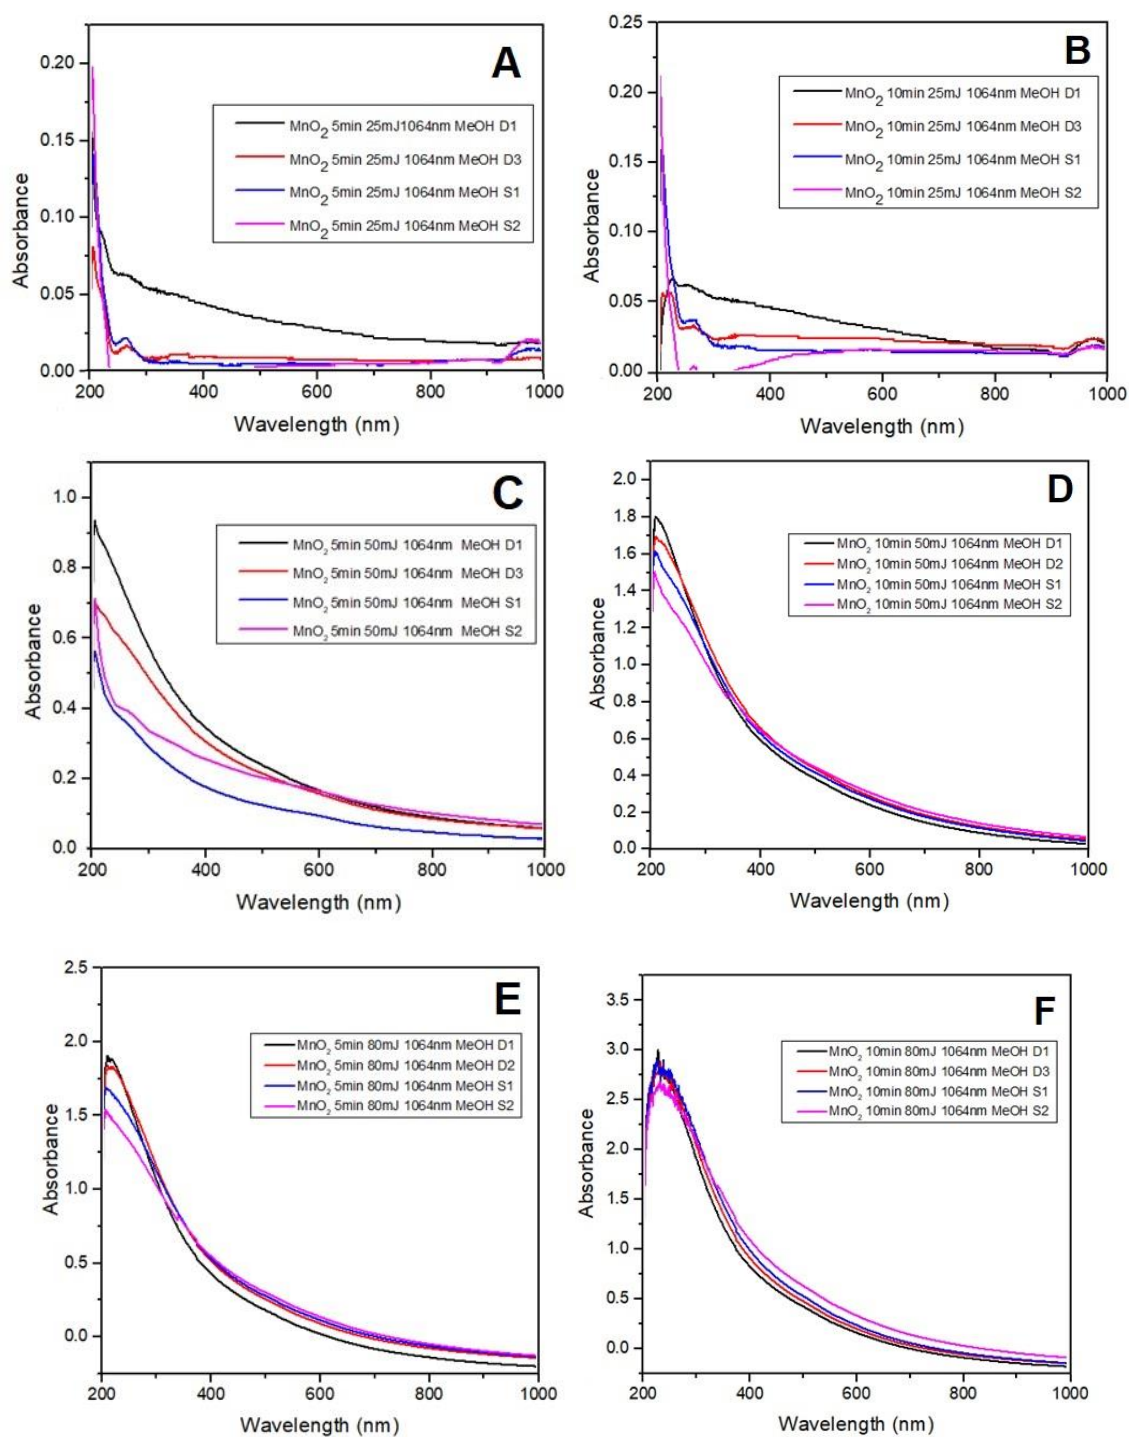 A
0.20
0.15
0.10
0.05
0.00
Absorbance
MnO2 5min 25mJ1064nm MeOH D1
MnO2 5min 25mJ 1064nm MeOH D3
MnO2 5min 25mJ 1064nm MeOH S1
MnO2 5min 25mJ 1064nm MeOH S2
200 400 600 800 1000
Wavelength (nm)
B
0.25
0.20
0.15
0.10
0.05
0.00
Absorbance
MnO2 10min 25mJ 1064nm MeOH D1
MnO2 10min 25mJ 1064nm MeOH D3
MnO2 10min 25mJ 1064nm MeOH S1
MnO2 10min 25mJ 1064nm MeOH S2
200 400 600 800 1000
Wavelength (nm)
C
1.0
0.8
0.6
0.4
0.2
0.0
Absorbance
MnO2 5min 50mJ 1064nm MeOH D1
MnO2 5min 50mJ 1064nm MeOH D3
MnO2 5min 50mJ 1064nm MeOH S1
MnO2 5min 50mJ 1064nm MeOH S2
200 400 600 800 1000
Wavelength (nm)
D
2.0
1.8
1.6
1.4
1.2
1.0
0.8
0.6
0.4
0.2
0.0
Absorbance
MnO2 10min 50mJ 1064nm MeOH D1
MnO2 10min 50mJ 1064nm MeOH D2
MnO2 10min 50mJ 1064nm MeOH S1
MnO2 10min 50mJ 1064nm MeOH S2
200 400 600 800 1000
Wavelength (nm)
E
2.5
2.0
1.5
1.0
0.5
0.0
Absorbance
MnO2 5min 80mJ 1064nm MeOH D1
MnO2 5min 80mJ 1064nm MeOH D2
MnO2 5min 80mJ 1064nm MeOH S1
MnO2 5min 80mJ 1064nm MeOH S2
200 400 600 800 1000
Wavelength (nm)
F
3.5
3.0
2.5
2.0
1.5
1.0
0.5
0.0
Absorbance
MnO2 10min 80mJ 1064nm MeOH D1
MnO2 10min 80mJ 1064nm MeOH D3
MnO2 10min 80mJ 1064nm MeOH S1
MnO2 10min 80mJ 1064nm MeOH S2
200 400 600 800 1000
Wavelength (nm)